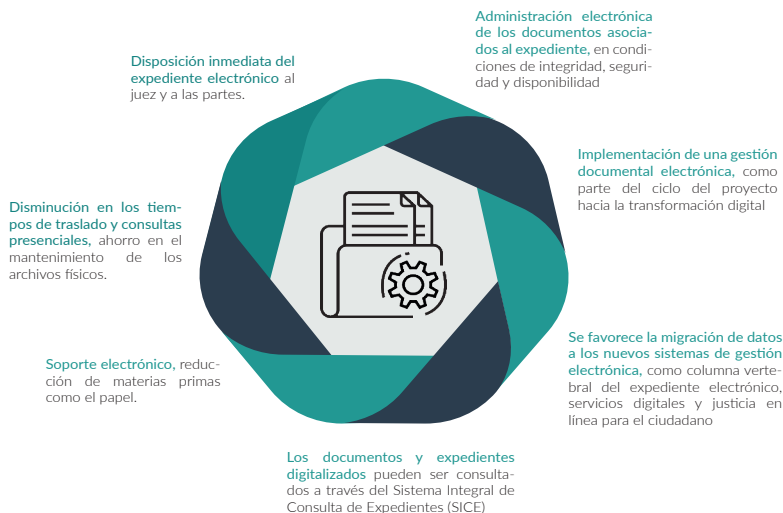 Administración electrónica
de los documentos asocia-
dos al expediente, en condi-
ciones de integridad, seguri-
dad y disponibilidad
Implementación de una gestión
documental electrónica, como
parte del ciclo del proyecto
hacia la transformación digital
Se favorece la migración de datos
a los nuevos sistemas de gestión
electrónica, como columna verte-
bral del expediente electrónico,
servicios digitales y justicia en
línea para el ciudadano
Los documentos y expedientes
digitalizados pueden ser consulta-
dos a través del Sistema Integral de
Consulta de Expedientes (SICE)
Soporte electrónico, reduc-
ción de materias primas
como el papel.
Disminución en los tiem-
pos de traslado y consultas
presenciales, ahorro en el
mantenimiento de los
archivos físicos.
Disposición inmediata del
expediente electrónico al
juez y a las partes.